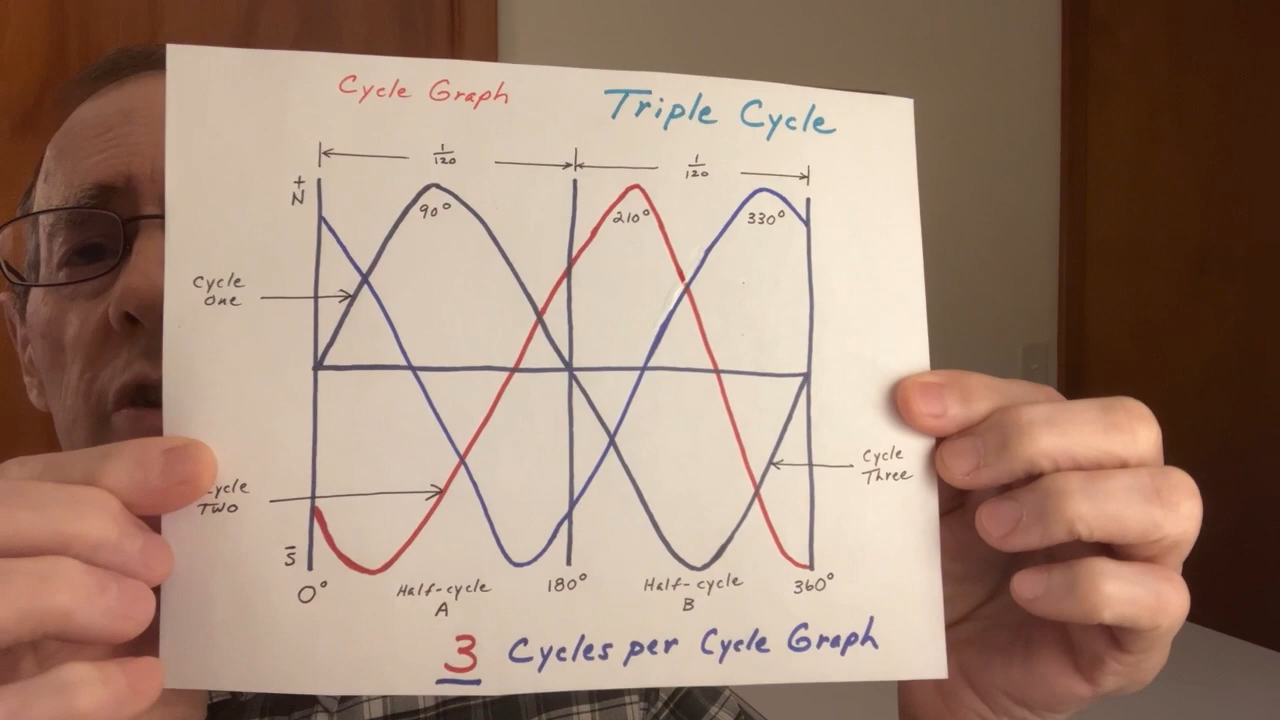 Cycle Graph
Triple Cycle
1/120
1/120
+
N
90°
210°
330°
Cycle
One
Cycle
Three
ycle
Two
-
S
0°
Half-cycle
A
180°
Half-cycle
B
360°
3 Cycles per Cycle Graph